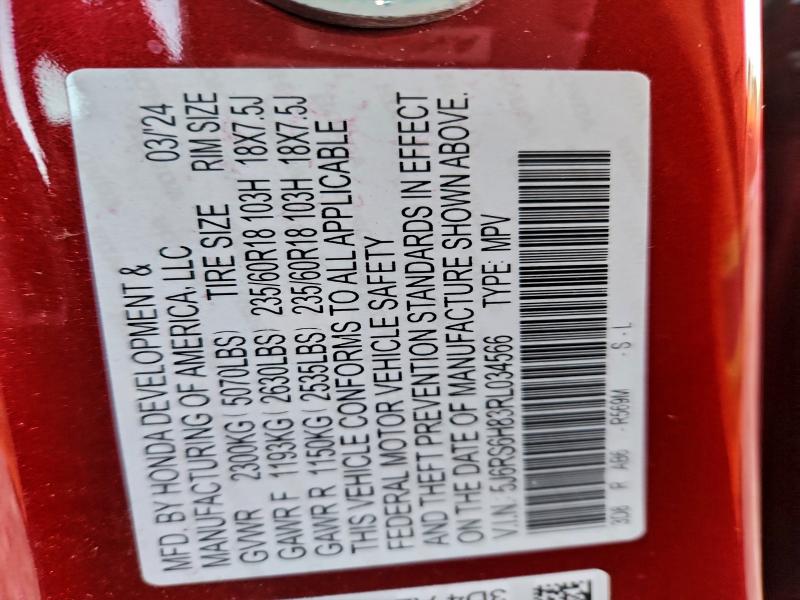 MFD. BY HONDA DEVELOPMENT &
MANUFACTURING OF AMERICA, LLC 03/'24
GVWR 2300KG ( 5070LBS) TIRE SIZE RIM SIZE
GAWR F 1193KG ( 2630LBS) 235/60R18 103H 18X7.5J
GAWR R 1150KG ( 2535LBS) 235/60R18 103H 18X7.5J
THIS VEHICLE CONFORMS TO ALL APPLICABLE
FEDERAL MOTOR VEHICLE SAFETY
AND THEFT PREVENTION STANDARDS IN EFFECT
ON THE DATE OF MANUFACTURE SHOWN ABOVE.
V.I.N.: 5J6RS6H83RL034566 TYPE: MPV
3D8 R A86 -R569M -S-L